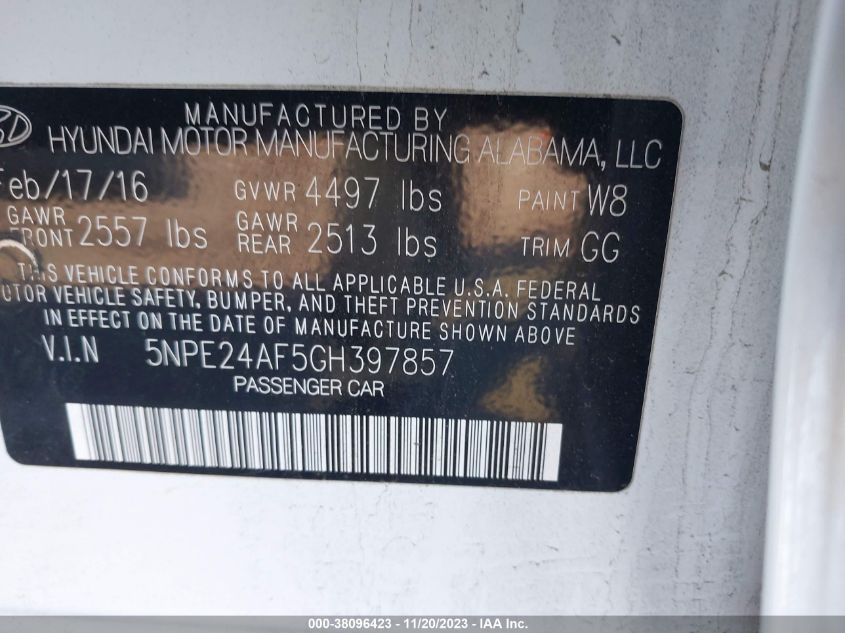 MANUFACTURED BY
HYUNDAI MOTOR MANUFACTURING ALABAMA, LLC
Feb/17/16 GVWR 4497 lbs PAINT W8
GAWR FRONT 2557 lbs GAWR REAR 2513 lbs TRIM GG
THIS VEHICLE CONFORMS TO ALL APPLICABLE U.S.A. FEDERAL
MOTOR VEHICLE SAFETY, BUMPER, AND THEFT PREVENTION STANDARDS
IN EFFECT ON THE DATE OF MANUFACTURE SHOWN ABOVE
V.I.N 5NPE24AF5GH397857
PASSENGER CAR
000-38096423 - 11/20/2023 - IAA Inc.